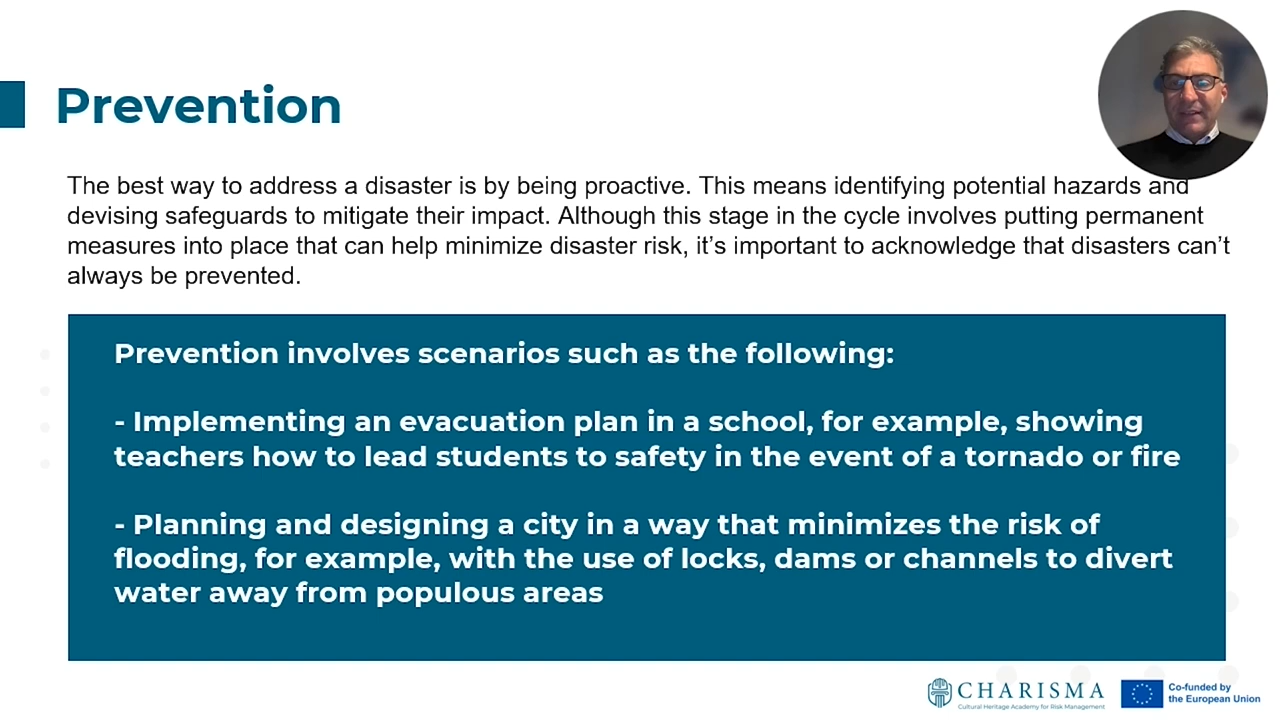 Prevention
The best way to address a disaster is by being proactive. This means identifying potential hazards and
devising safeguards to mitigate their impact. Although this stage in the cycle involves putting permanent
measures into place that can help minimize disaster risk, it’s important to acknowledge that disasters can’t
always be prevented.
Prevention involves scenarios such as the following:
- Implementing an evacuation plan in a school, for example, showing
teachers how to lead students to safety in the event of a tornado or fire
- Planning and designing a city in a way that minimizes the risk of
flooding, for example, with the use of locks, dams or channels to divert
water away from populous areas
CHARISMA
Cultural Heritage Academy for Risk Management
Co-funded by
the European Union